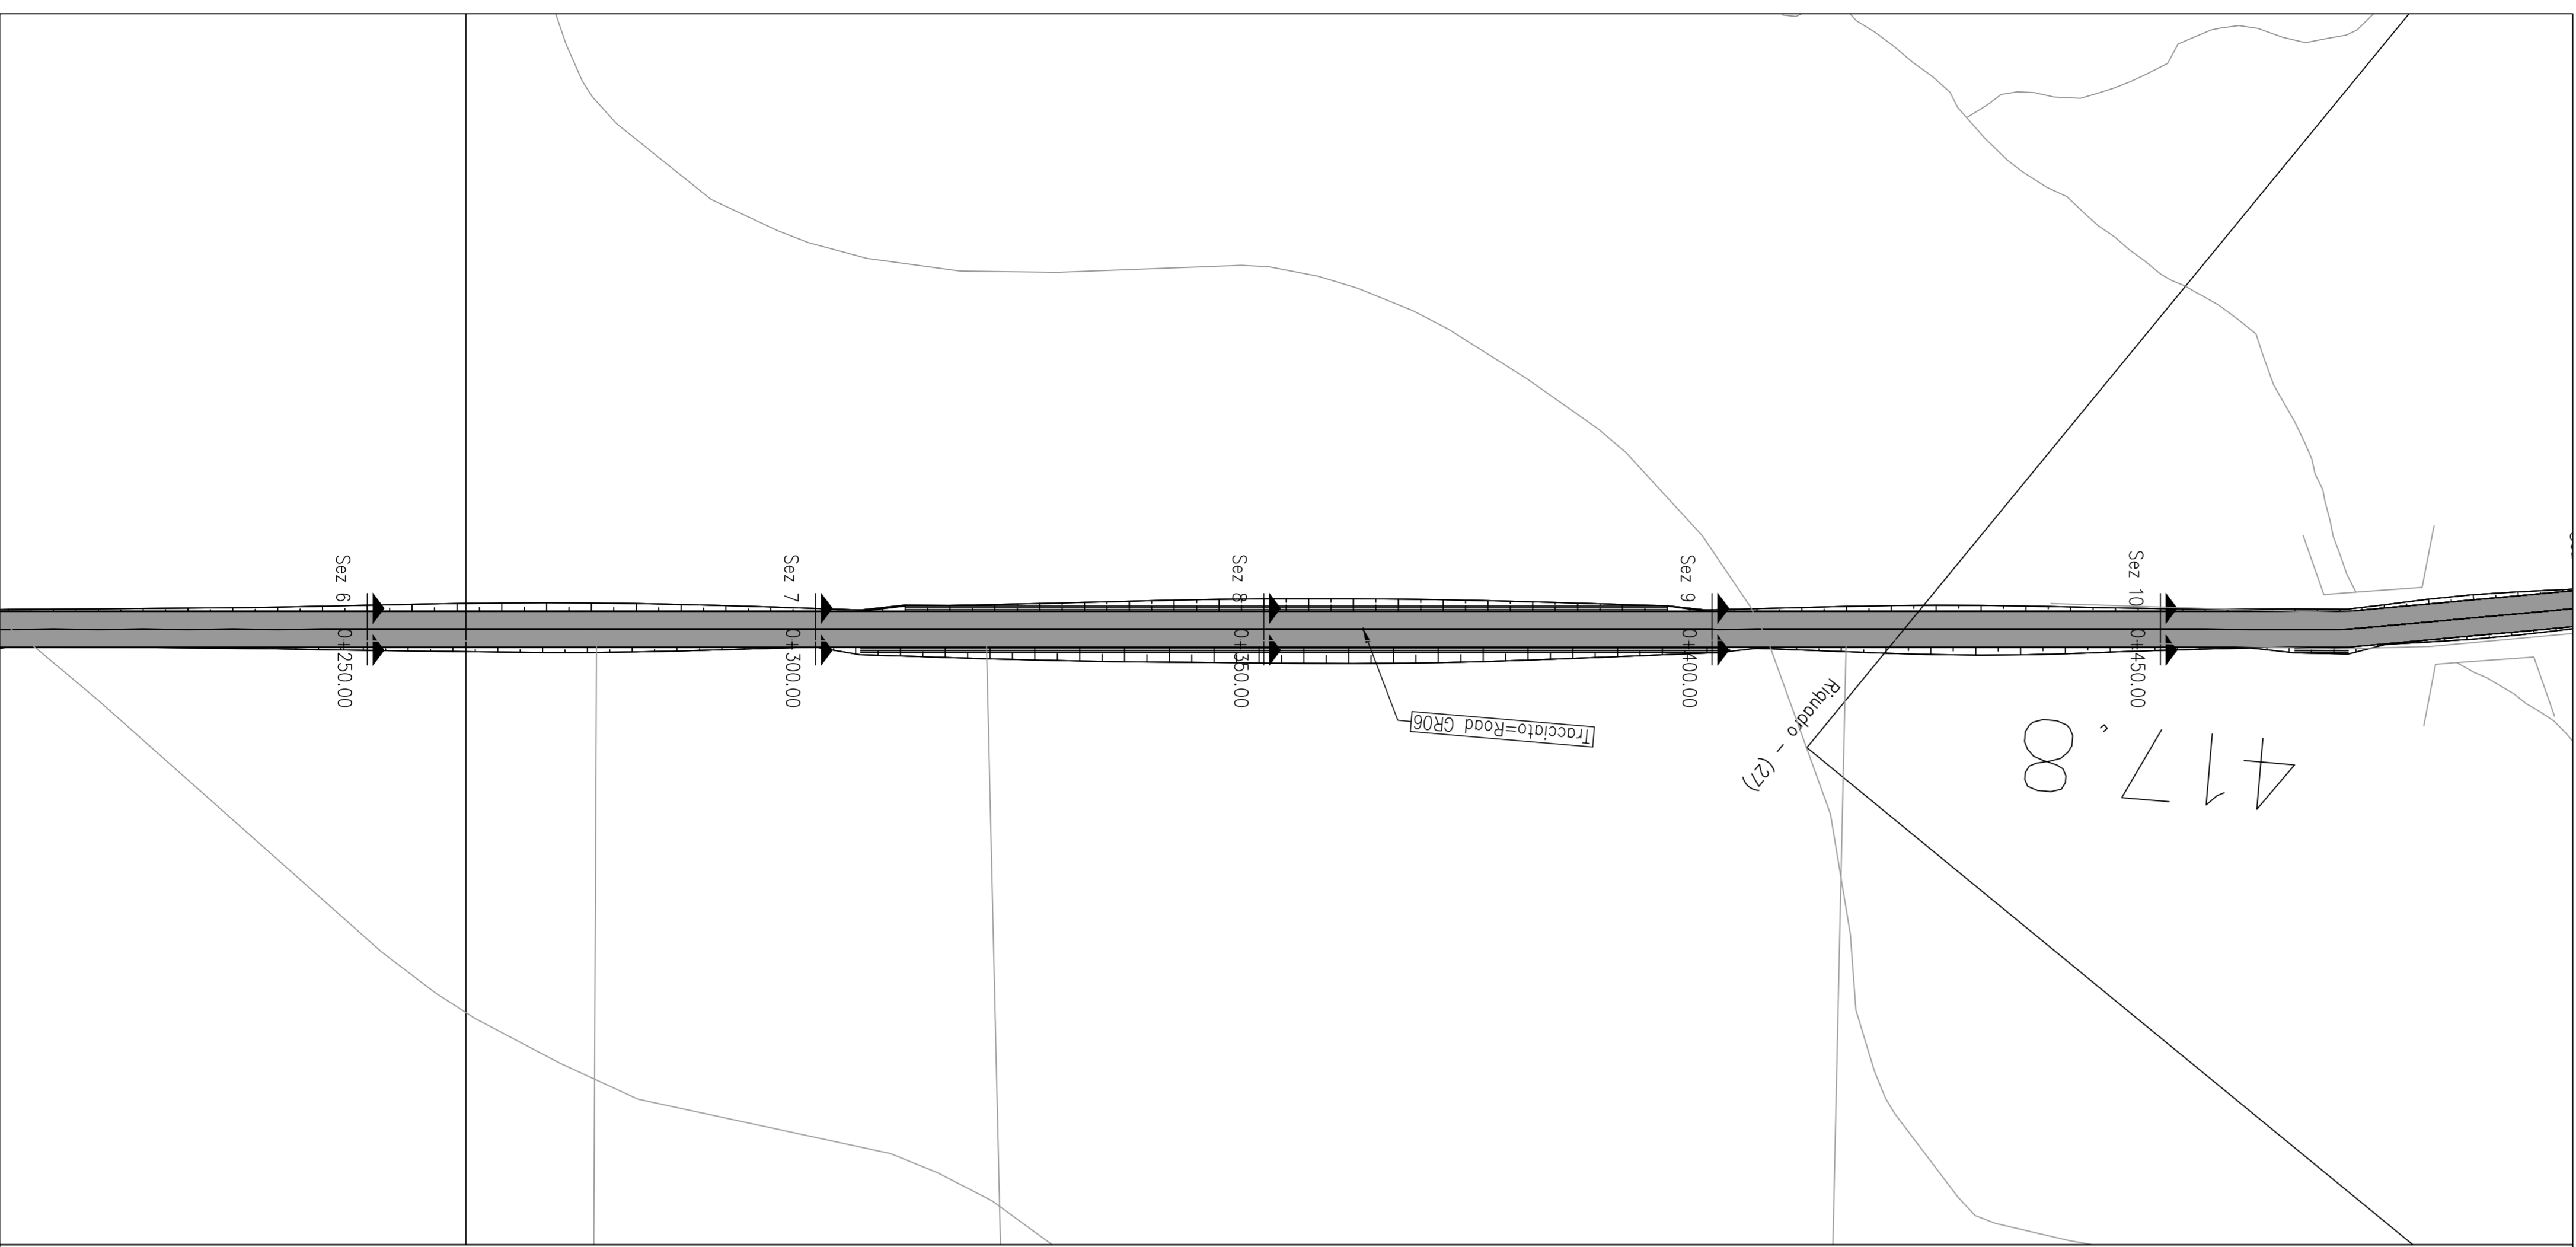 Sez 6
0+250.00
Sez 7
0+300.00
Sez 8
0+350.00
Sez 9
0+400.00
Sez 10
0+450.00
Tracciato=Road GR06
Riquadro - (27)
417,8